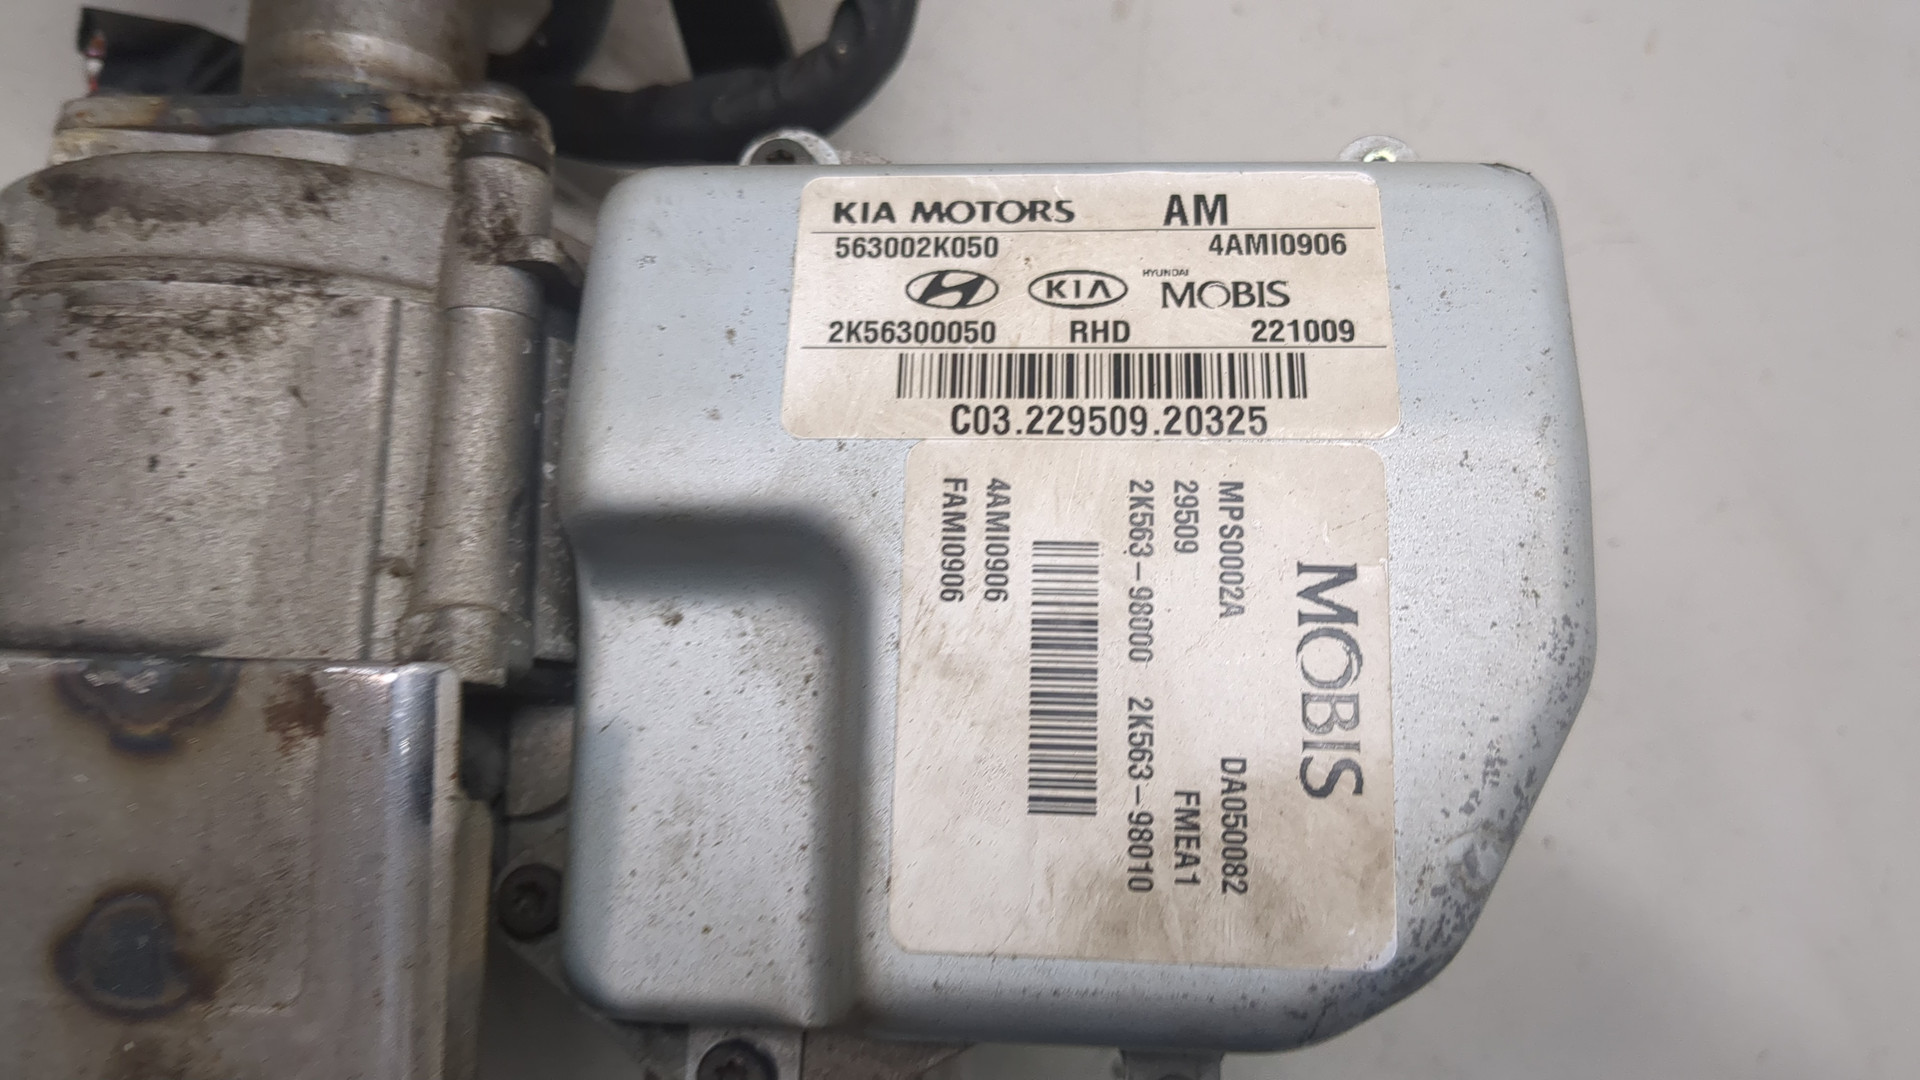 KIA MOTORS AM
563002K050 4AMI0906
KIA HYUNDAI MOBIS
2K56300050 RHD 221009
C03.229509.20325
MOBIS
MPS0002A DA050082
29509 FMEA1
2K563-98000 2K563-98010
4AMI0906
FAMI0906